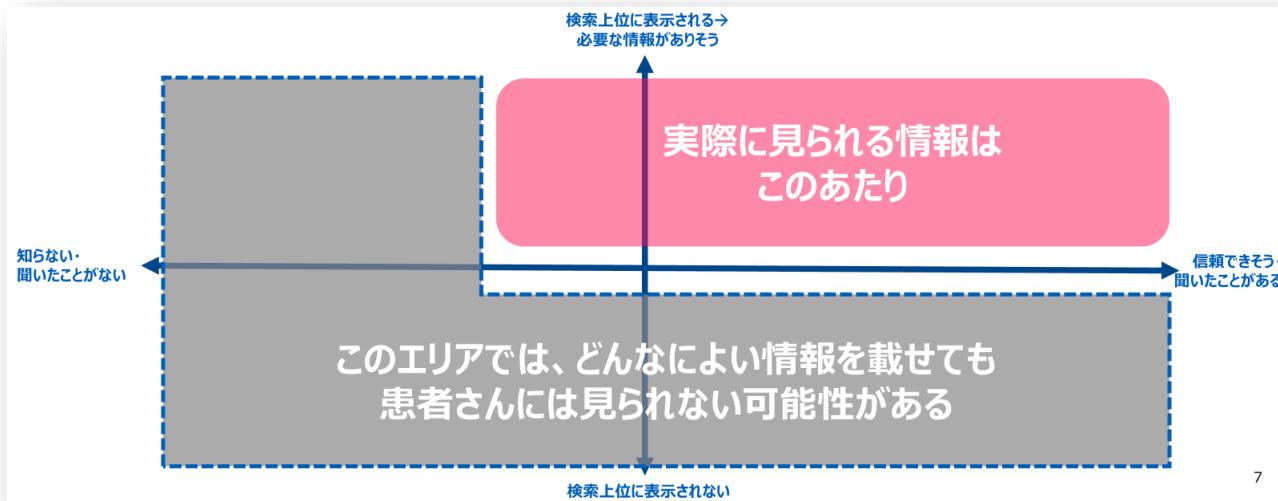 検索上位に表示される→
必要な情報がありそう
実際に見られる情報は
このあたり
知らない・
聞いたことがない
信頼できそう・
聞いたことがある
このエリアでは、どんなによい情報を載せても
患者さんには見られない可能性がある
検索上位に表示されない
7